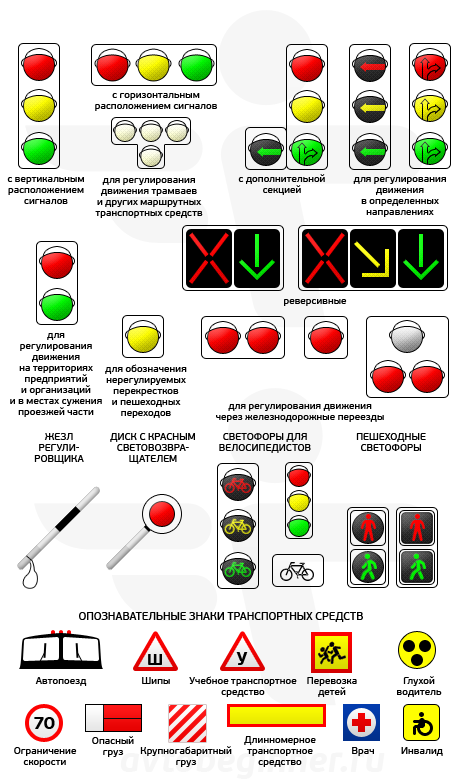 с горизонтальным
расположением сигналов
с вертикальным
расположением
сигналов
для регулирования
движения трамваев
и других маршрутных
транспортных средств
с дополнительной
секцией
для регулирования
движения
в определенных
направлениях
реверсивные
для
регулирования
движения
на территориях
предприятий
и организаций
и в местах сужения
проезжей части
для обозначения
нерегулируемых
перекрестков
и пешеходных
переходов
для регулирования движения
через железнодорожные переезды
ЖЕЗЛ
РЕГУЛИ-
РОВЩИКА
ДИСК С КРАСНЫМ
СВЕТОВОЗВРА-
ЩАТЕЛЕМ
СВЕТОФОРЫ ДЛЯ
ВЕЛОСИПЕДИСТОВ
ПЕШЕХОДНЫЕ
СВЕТОФОРЫ
ОПОЗНАВАТЕЛЬНЫЕ ЗНАКИ ТРАНСПОРТНЫХ СРЕДСТВ
Ш
У
Автопоезд
Шипы
Учебное транспортное
средство
Перевозка
детей
Глухой
водитель
70
Ограничение
скорости
Опасный
груз
Крупногабаритный
груз
Длинномерное
транспортное
средство
Врач
Инвалид
avtobeginner.ru